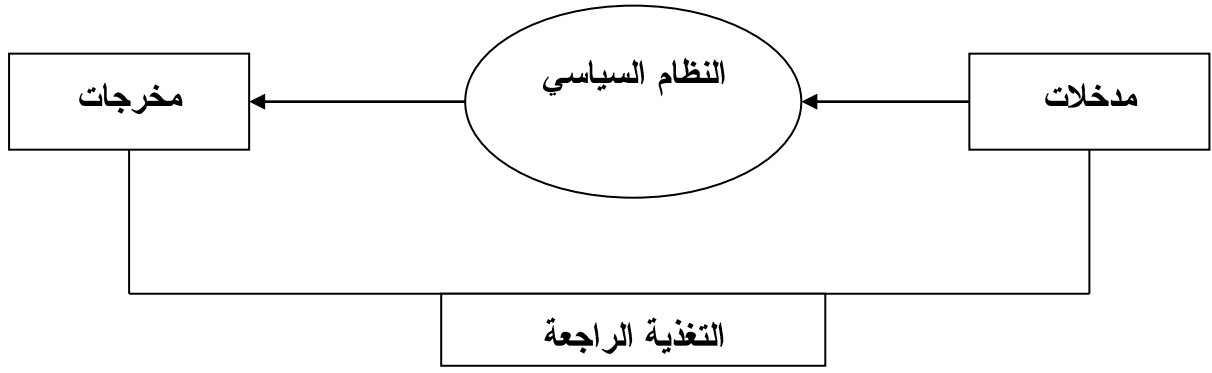 مدخلات
النظام السياسي
مخرجات
التغذية الراجعة